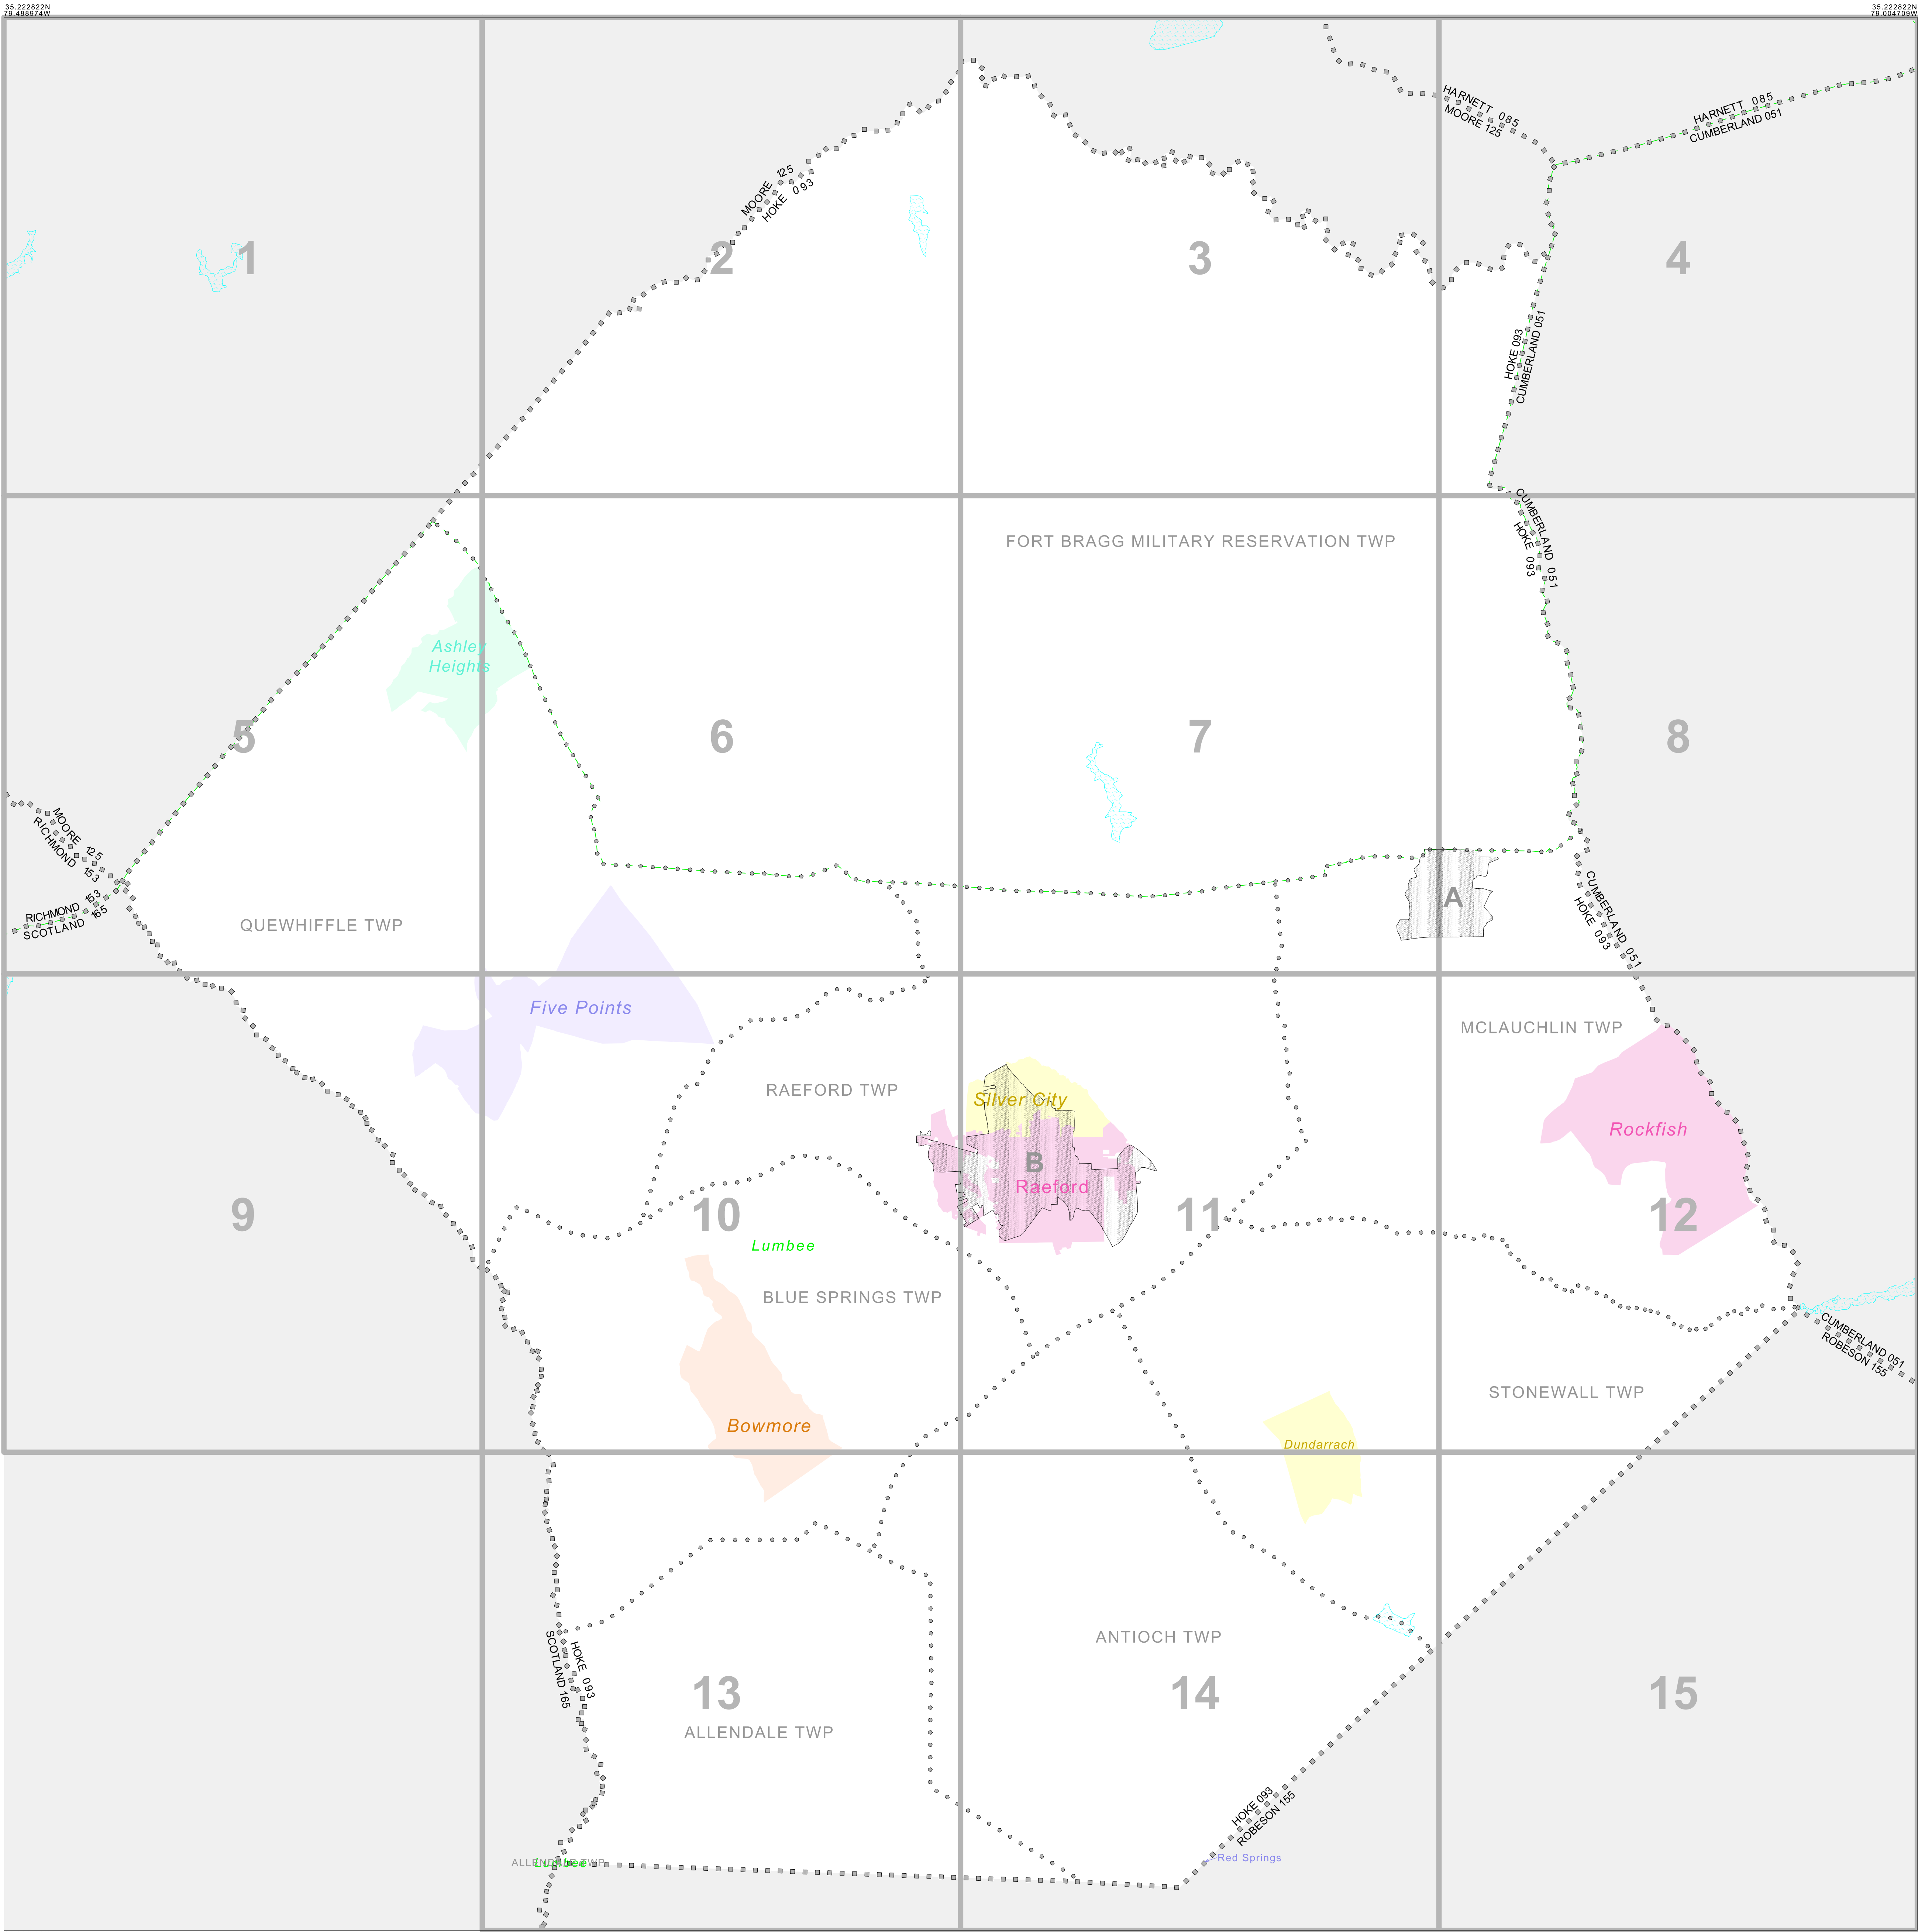 35.222822N
79.488974W
35.222822N
79.004709W
HARNETT 085
MOORE 125
HARNETT 085
CUMBERLAND 051
MOORE 125
HOKE 093
1
2
3
4
HOKE 093
CUMBERLAND 051
CUMBERLAND 051
HOKE 093
FORT BRAGG MILITARY RESERVATION TWP
Ashley
Heights
5
6
7
8
MOORE 125
RICHMOND 153
RICHMOND 153
SCOTLAND 165
A
CUMBERLAND 051
HOKE 093
QUEWHIFFLE TWP
Five Points
MCLAUCHLIN TWP
RAEFORD TWP
Silver City
Rockfish
B
Raeford
9
10
11
12
Lumbee
BLUE SPRINGS TWP
CUMBERLAND 051
ROBESON 155
STONEWALL TWP
Bowmore
Dundarrach
SCOTLAND 165
HOKE 093
ANTIOCH TWP
13
14
15
ALLENDALE TWP
HOKE 093
ROBESON 155
Red Springs
ALLENDALE TWP
Lumbee